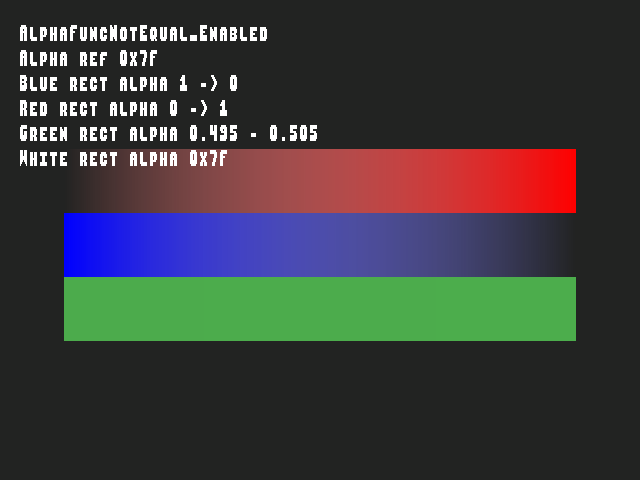 AlphaFuncNotEqual_Enabled
Alpha ref 0x7f
Blue rect alpha 1 -> 0
Red rect alpha 0 -> 1
Green rect alpha 0.495 - 0.505
White rect alpha 0x7f